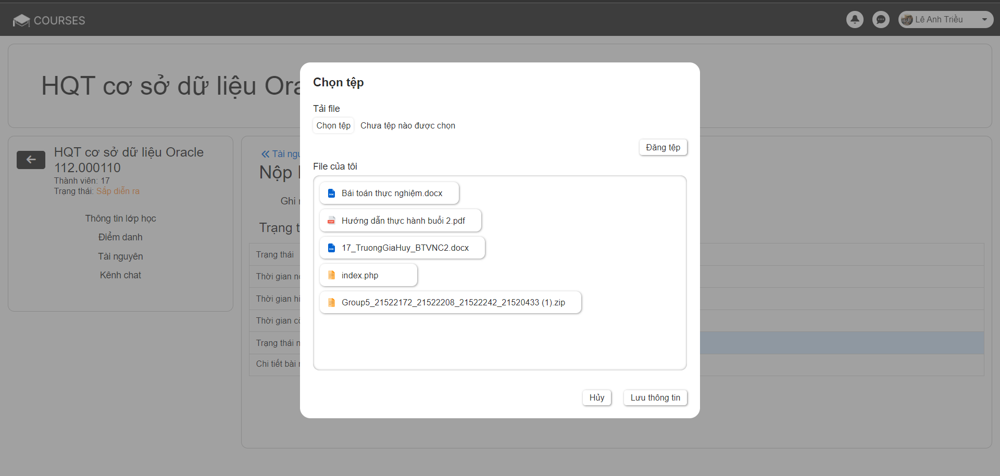 COURSES
Lê Anh Triều
HQT cơ sở dữ liệu Ora
HQT cơ sở dữ liệu Oracle
112.000110
Thành viên: 17
Trạng thái: Sắp diễn ra
Thông tin lớp học
Điểm danh
Tài nguyên
Kênh chat
Tài ngu
Nộp
Ghi
Trạng t
Trạng thái
Thời gian n
Thời gian hi
Thời gian c
Trạng thái n
Chi tiết bài
Chọn tệp
Tải file
Chọn tệp Chưa tệp nào được chọn
Đăng tệp
File của tôi
Bái toán thực nghiệm.docx
Hướng dẫn thực hành buổi 2.pdf
17_TruongGiaHuy_BTVNC2.docx
index.php
Group5_21522172_21522208_21522242_21520433 (1).zip
Hủy
Lưu thông tin